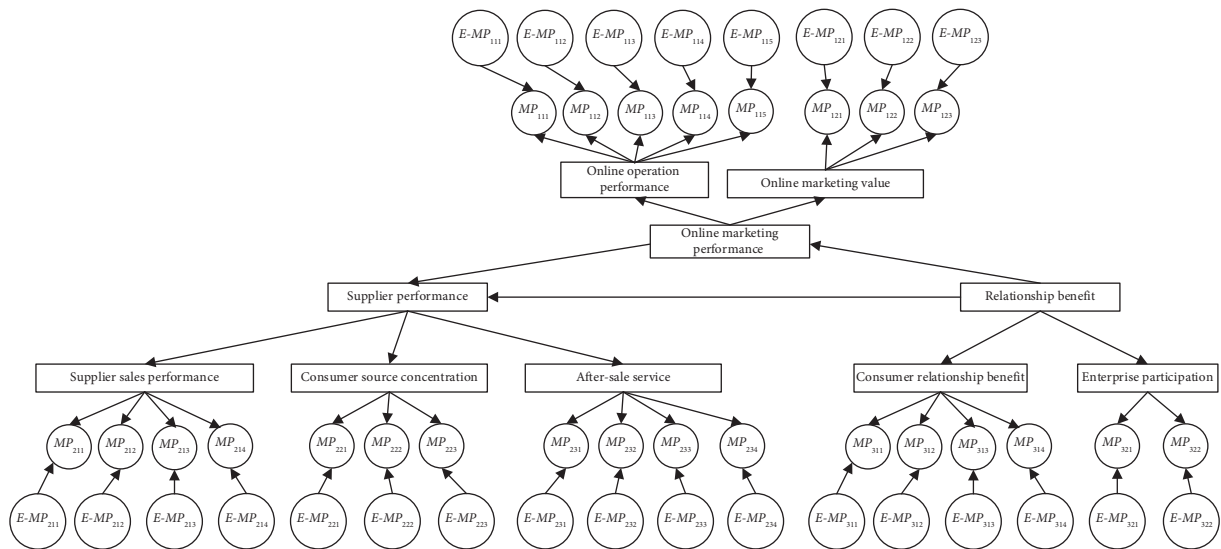 E-MP111 E-MP112 E-MP113 E-MP114 E-MP115 E-MP121 E-MP122 E-MP123
MP111 MP112 MP113 MP114 MP115 MP121 MP122 MP123
Online operation
performance
Online marketing value
Online marketing
performance
Supplier performance
Relationship benefit
Supplier sales performance
Consumer source concentration
After-sale service
Consumer relationship benefit
Enterprise participation
MP211 MP212 MP213 MP214 MP221 MP222 MP223 MP231 MP232 MP233 MP234 MP311 MP312 MP313 MP314 MP321 MP322
E-MP211 E-MP212 E-MP213 E-MP214 E-MP221 E-MP222 E-MP223 E-MP231 E-MP232 E-MP233 E-MP234 E-MP311 E-MP312 E-MP313 E-MP314 E-MP321 E-MP322